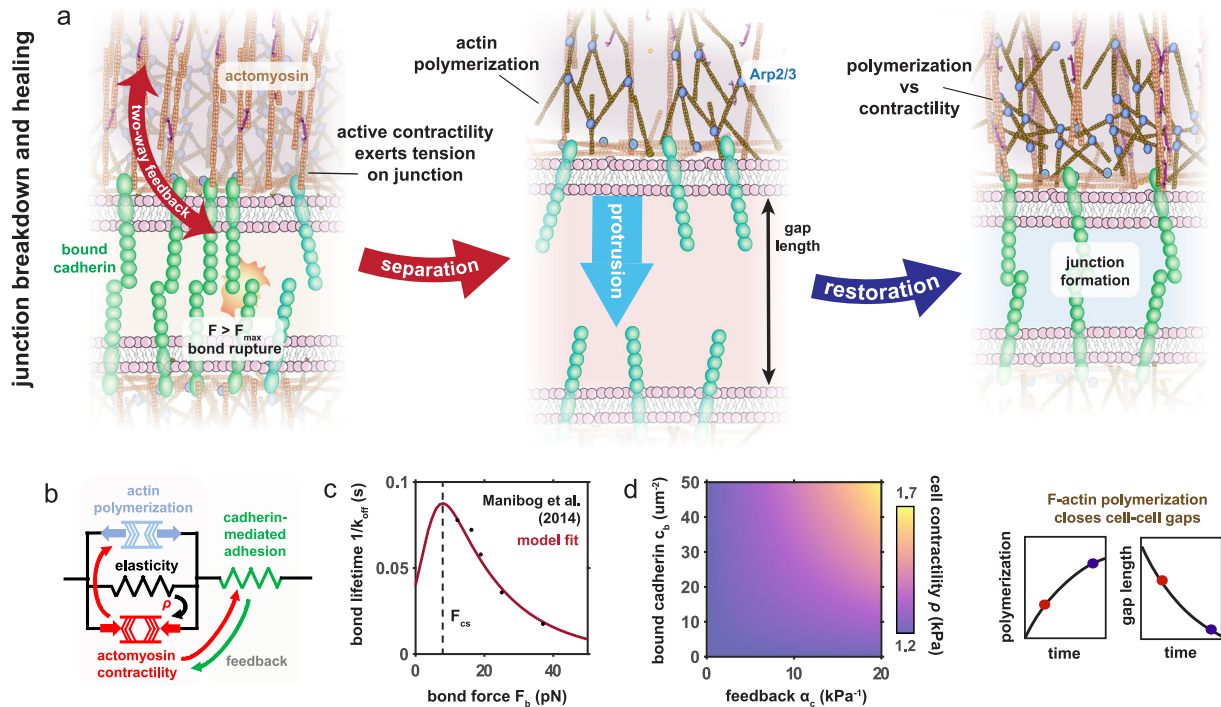 junction breakdown and healing
a
actomyosin
two-way feedback
active contractility
exerts tension
on junction
bound
cadherin
F > Fmax
bond rupture
separation
actin
polymerization
Arp2/3
protrusion
gap
length
restoration
polymerization
vs
contractility
junction
formation
b
actin
polymerization
cadherin-
mediated
adhesion
elasticity
ρ
actomyosin
contractility
feedback
c
bond lifetime 1/koff (s)
0.1
0.05
0
Manibog et al.
(2014)
model fit
Fcs
0 20 40
bond force Fb (pN)
d
bound cadherin cb (um-2)
50
40
30
20
10
0
0 10 20
feedback αc (kPa-1)
1.7
1.2
cell contractility ρ (kPa)
F-actin polymerization
closes cell-cell gaps
polymerization
time
gap length
time